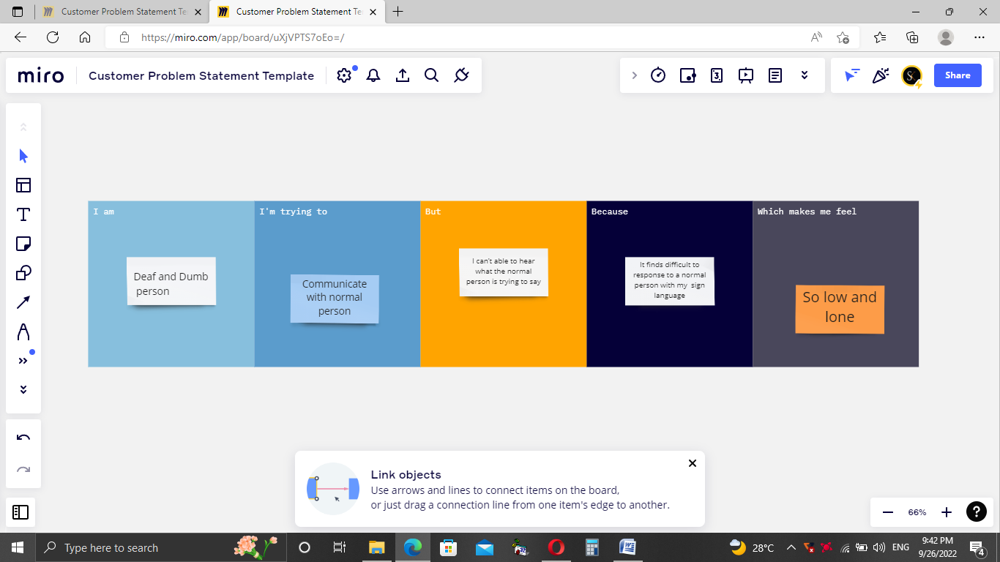 Customer Problem Statement Te
Customer Problem Statement Te
https://miro.com/app/board/uXjVPTS7oEo=/
miro
Customer Problem Statement Template
3
S
Share
I am
I'm trying to
But
Because
Which makes me feel
Deaf and Dumb
person
Communicate
with normal
person
I can't able to hear
what the normal
person is trying to say
It finds difficult to
response to a normal
person with my sign
language
So low and
lone
Link objects
Use arrows and lines to connect items on the board,
or just drag a connection line from one item's edge to another.
66%
?
Type here to search
28°C
ENG
9:42 PM
9/26/2022
4